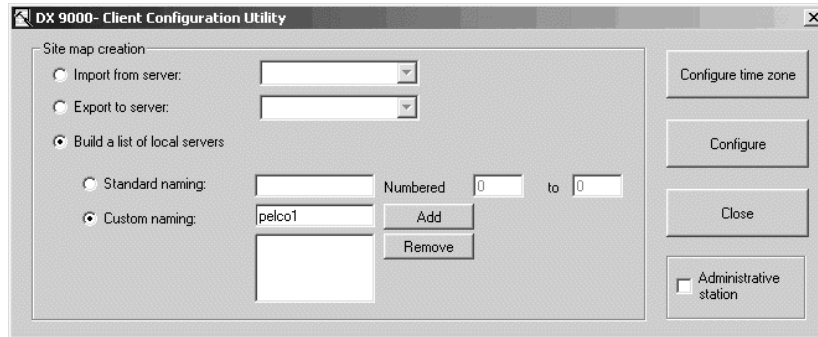 DX 9000- Client Configuration Utility
Site map creation
Import from server:
Export to server:
Build a list of local servers
Standard naming: Numbered 0 to 0
Custom naming: pelco1 Add
Remove
Configure time zone
Configure
Close
Administrative
station